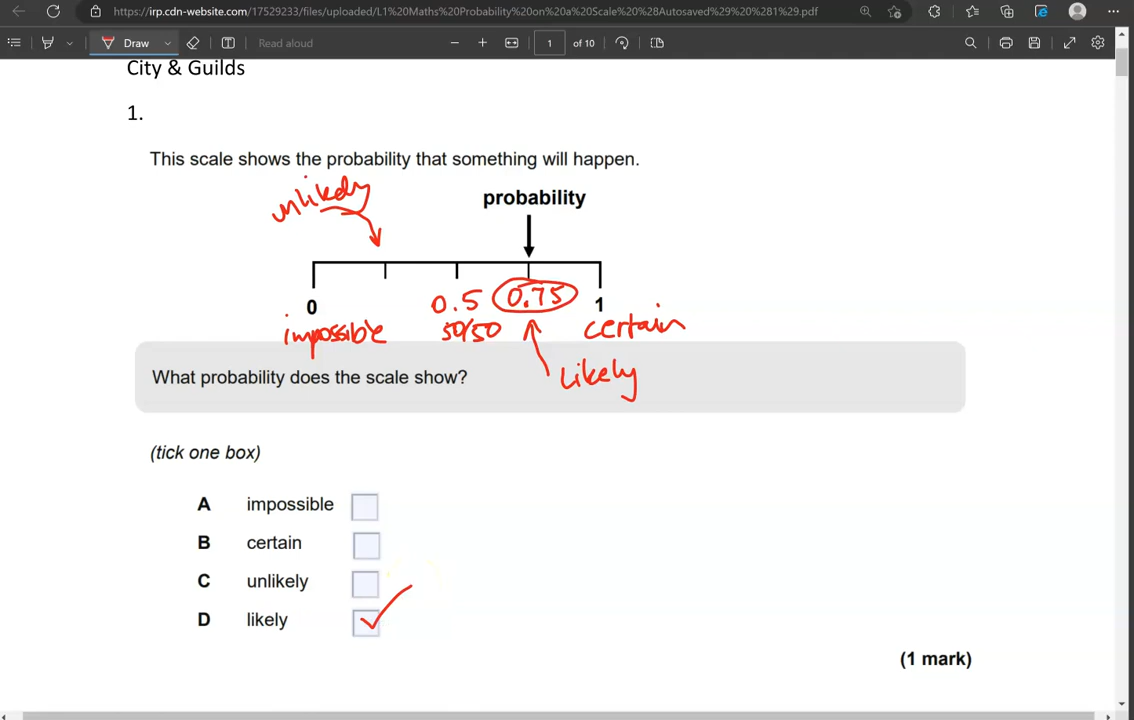 https://irp.cdn-website.com/17529233/files/uploaded/L1%20Maths%20Probability%20on%20a%20Scale%20%28Autosaved%29%20%281%29.pdf
Draw
Read aloud
1 of 10
City & Guilds
1.
This scale shows the probability that something will happen.
unlikely
probability
0 0.5 0.75 1
impossible 50/50 certain
What probability does the scale show? likely
(tick one box)
A impossible
B certain
C unlikely
D likely
(1 mark)